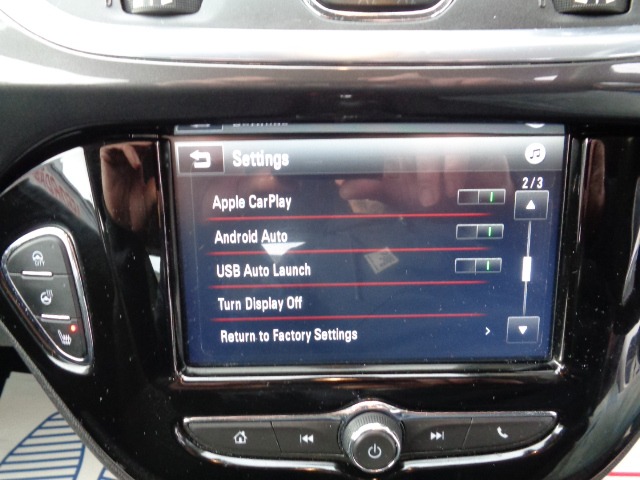 Settings
2/3
Apple CarPlay
Android Auto
USB Auto Launch
Turn Display Off
Return to Factory Settings